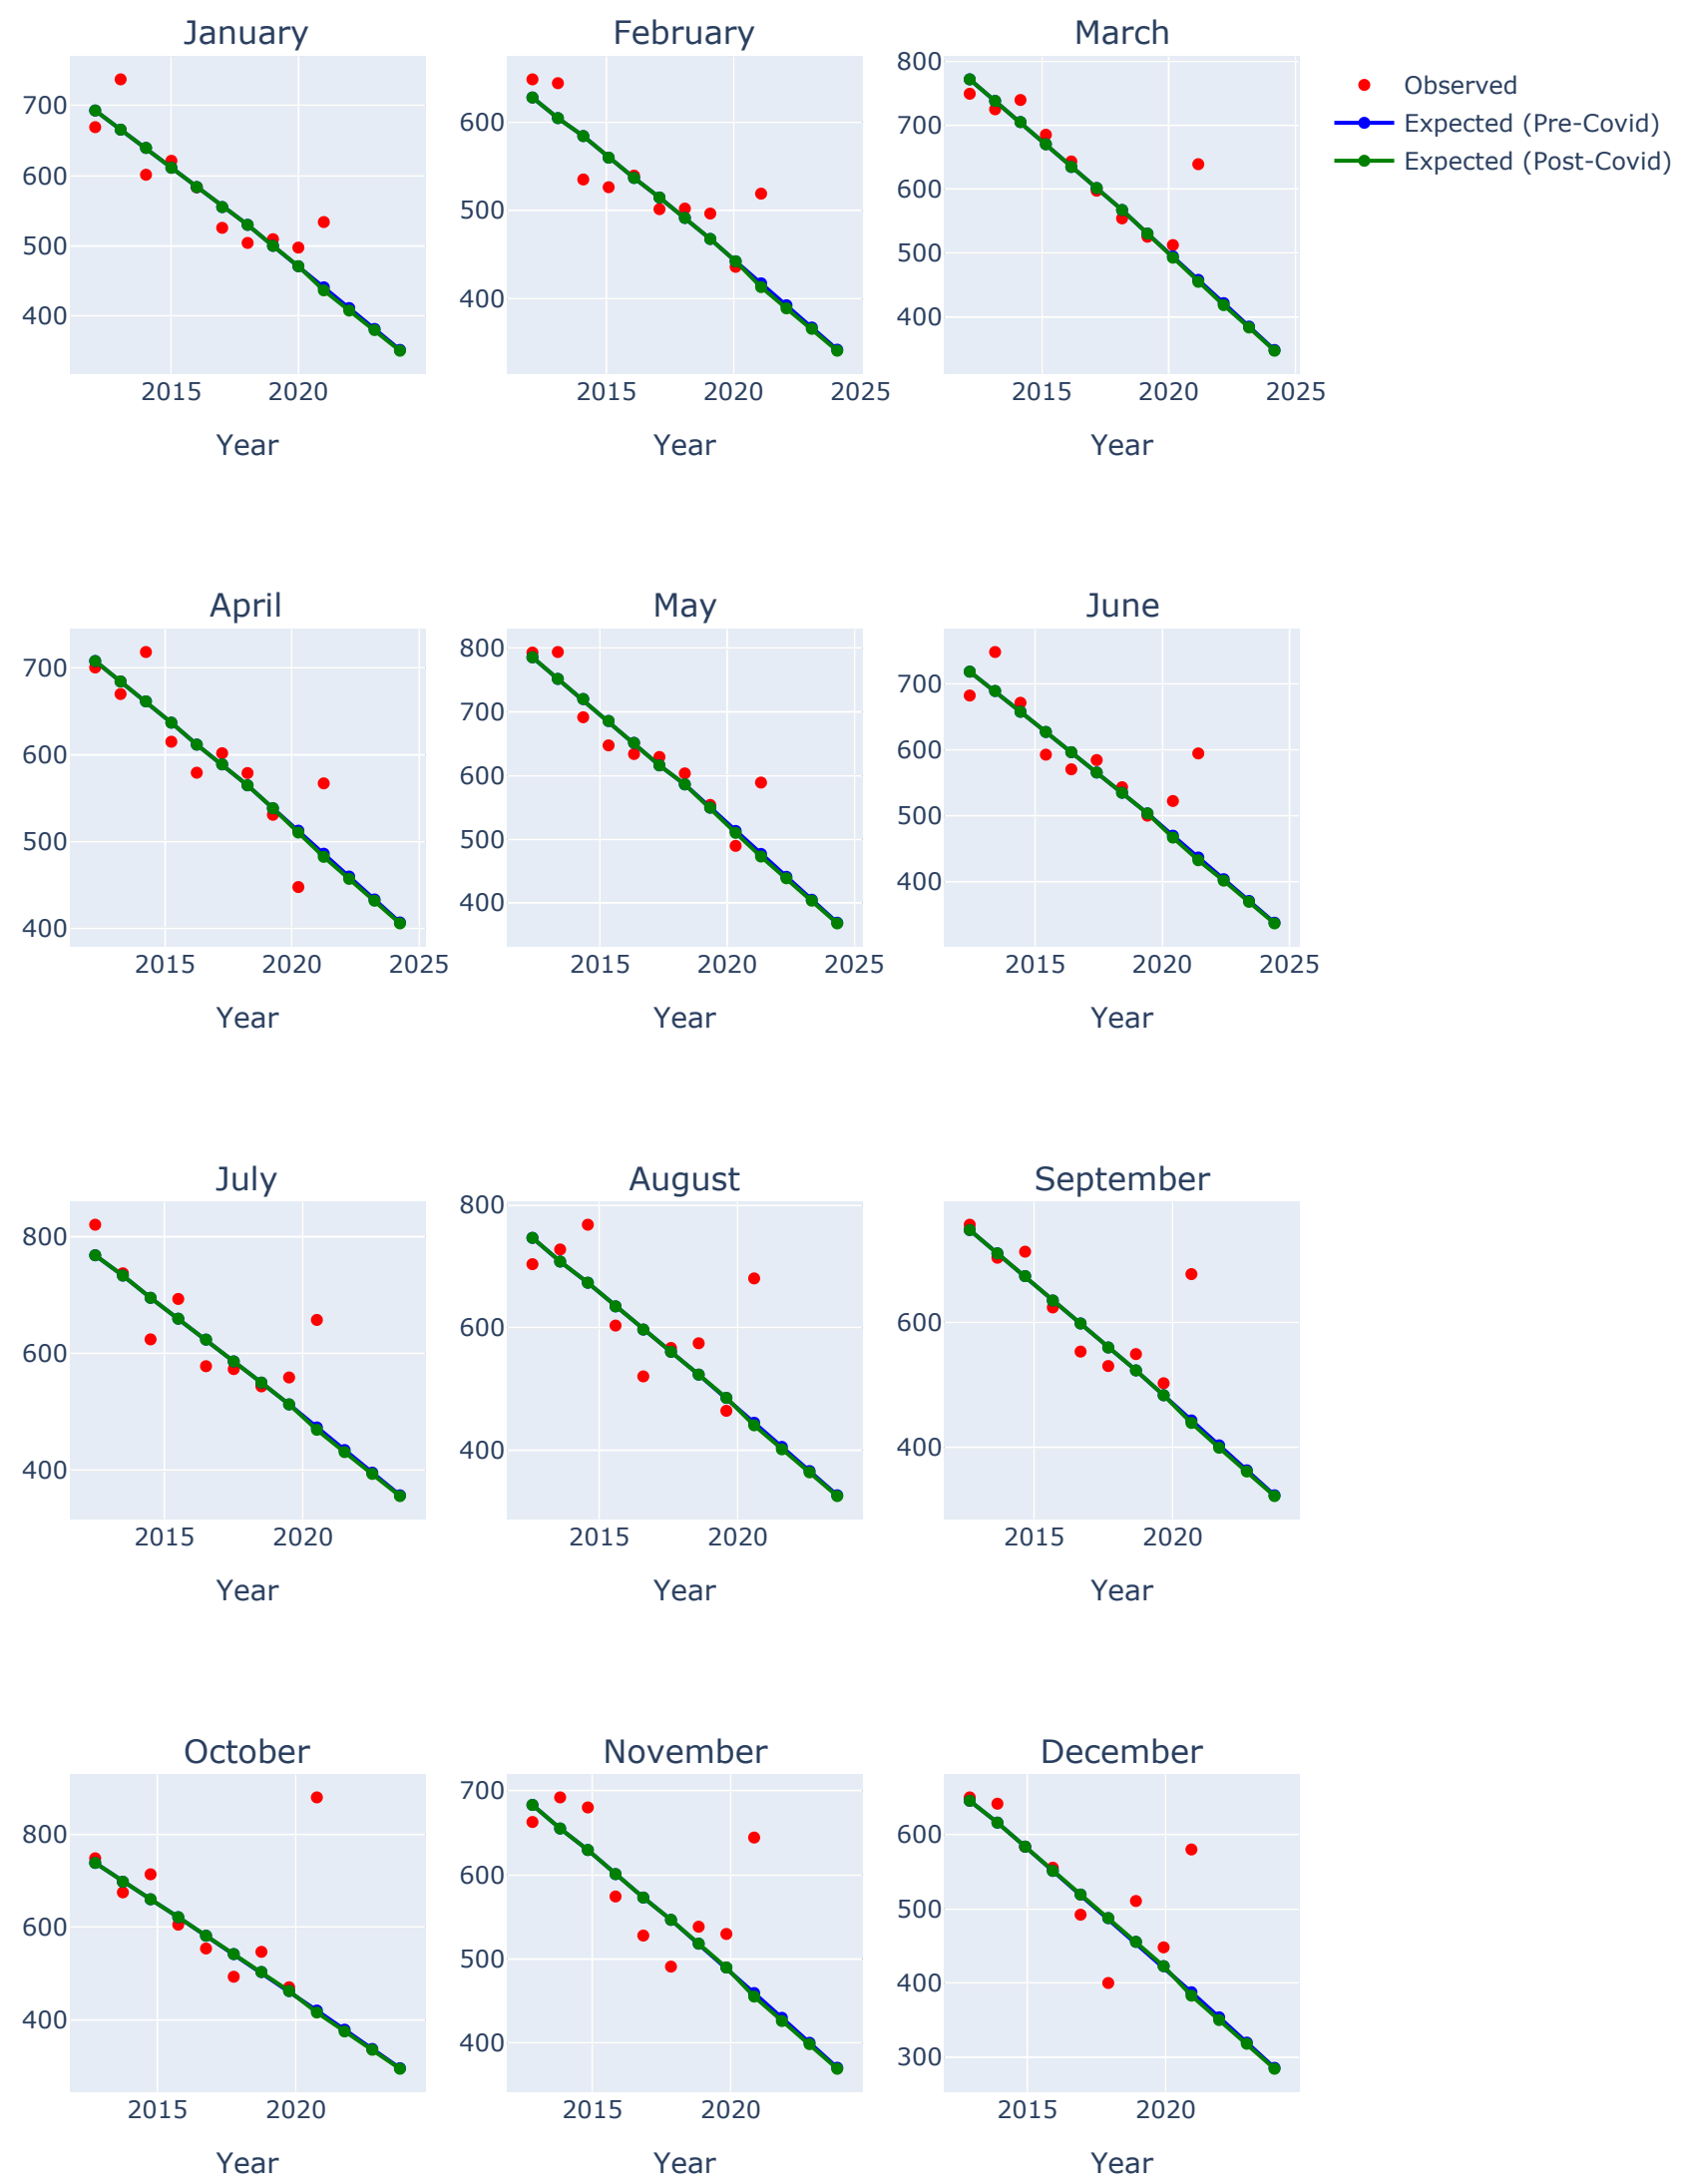 January
February
March
Observed
Expected (Pre-Covid)
Expected (Post-Covid)
700
600
500
400
2015
2020
Year
600
500
400
2015
2020
2025
Year
800
700
600
500
400
2015
2020
2025
Year
April
May
June
700
600
500
400
2015
2020
2025
Year
800
700
600
500
400
2015
2020
2025
Year
700
600
500
400
2015
2020
2025
Year
July
August
September
800
600
400
2015
2020
Year
800
600
400
2015
2020
Year
600
400
2015
2020
Year
October
November
December
800
600
400
2015
2020
Year
700
600
500
400
2015
2020
Year
600
500
400
300
2015
2020
Year